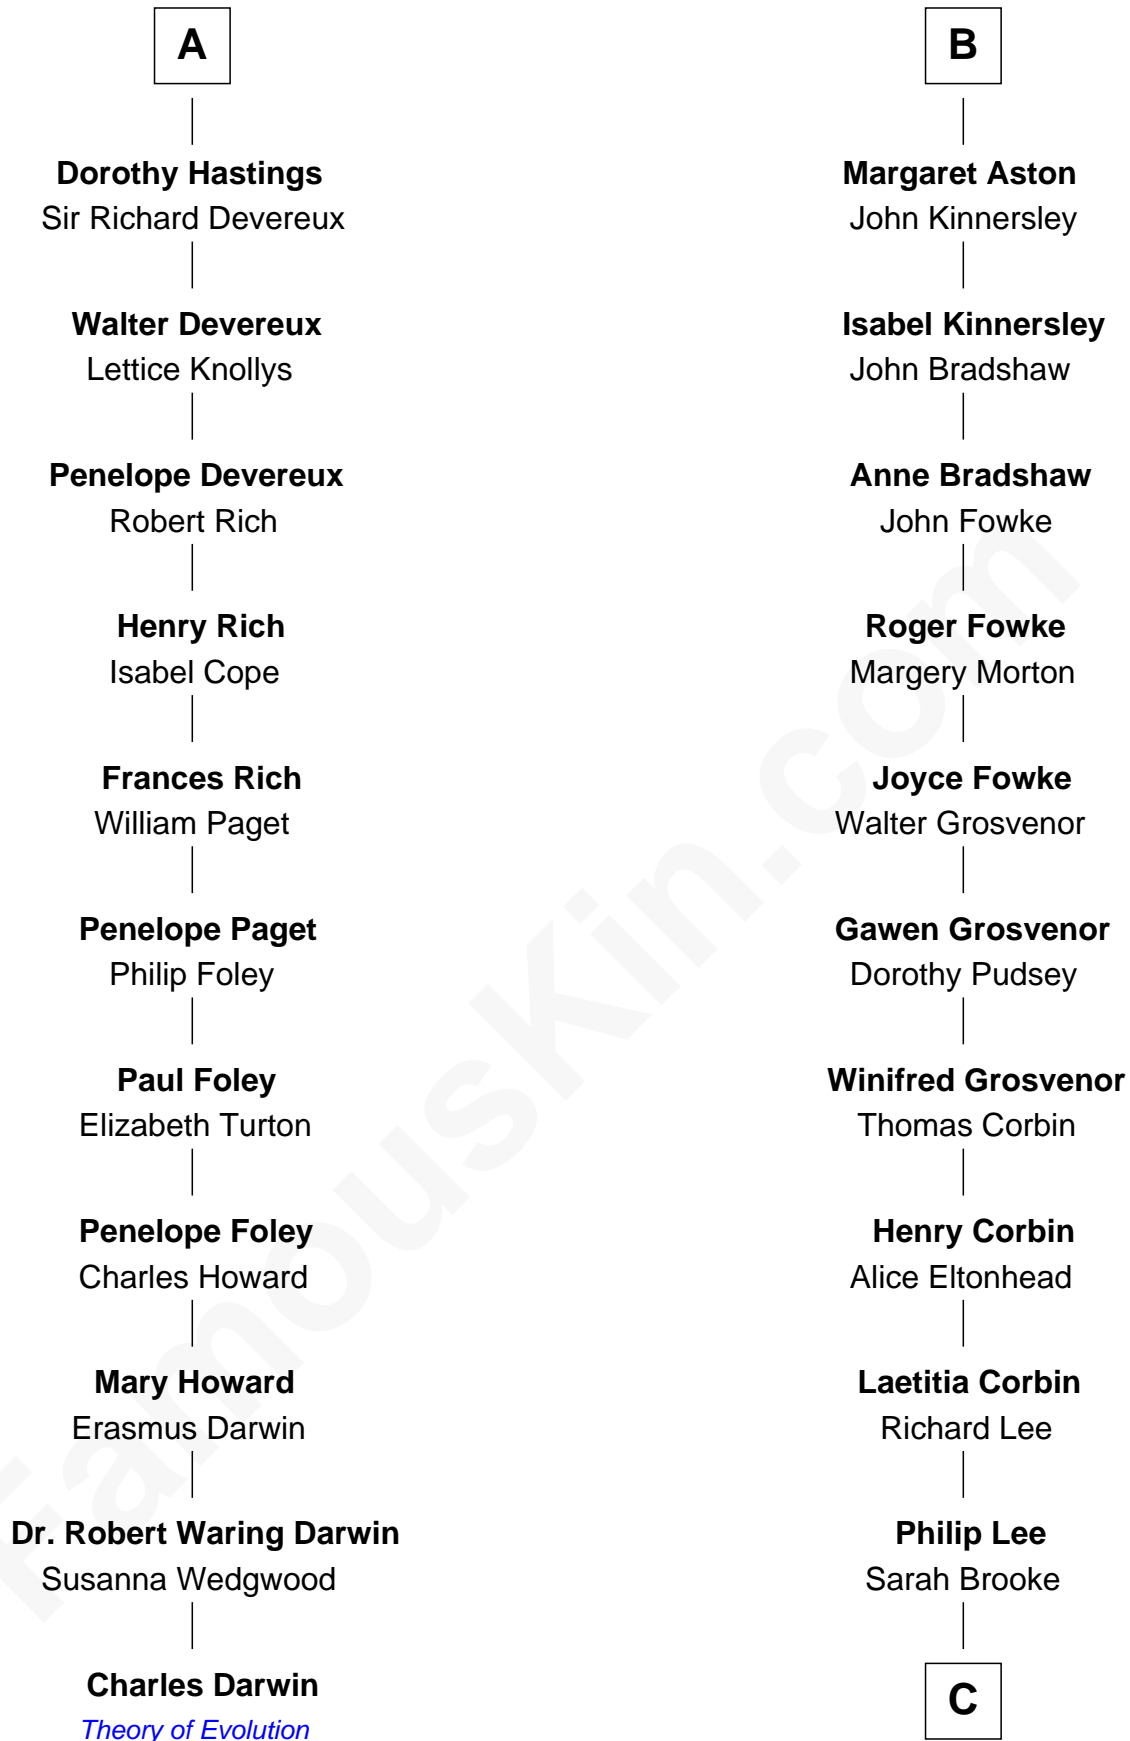 A
Dorothy Hastings
Sir Richard Devereux
Walter Devereux
Lettice Knollys
Penelope Devereux
Robert Rich
Henry Rich
Isabel Cope
Frances Rich
William Paget
Penelope Paget
Philip Foley
Paul Foley
Elizabeth Turton
Penelope Foley
Charles Howard
Mary Howard
Erasmus Darwin
Dr. Robert Waring Darwin
Susanna Wedgwood
Charles Darwin
Theory of Evolution
B
Margaret Aston
John Kinnersley
Isabel Kinnersley
John Bradshaw
Anne Bradshaw
John Fowke
Roger Fowke
Margery Morton
Joyce Fowke
Walter Grosvenor
Gawen Grosvenor
Dorothy Pudsey
Winifred Grosvenor
Thomas Corbin
Henry Corbin
Alice Eltonhead
Laetitia Corbin
Richard Lee
Philip Lee
Sarah Brooke
C
FamousKin.com